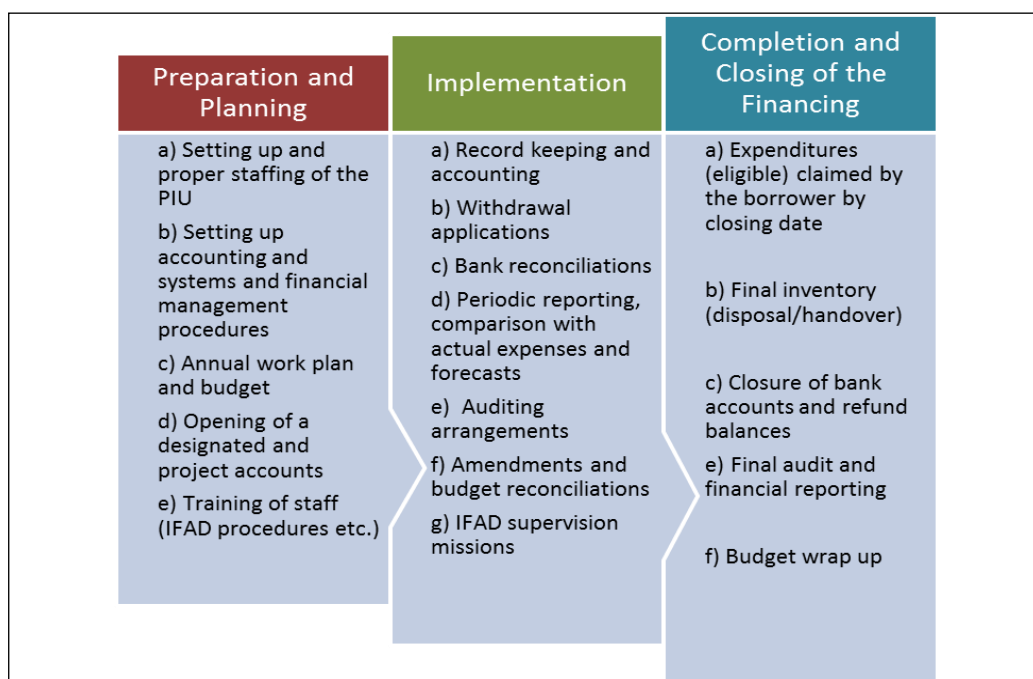 Preparation and
Planning
a) Setting up and
proper staffing of the
PIU
b) Setting up
accounting and
systems and financial
management
procedures
c) Annual work plan
and budget
d) Opening of a
designated and
project accounts
e) Training of staff
(IFAD procedures etc.)
Implementation
a) Record keeping and
accounting
b) Withdrawal
applications
c) Bank reconciliations
d) Periodic reporting,
comparison with
actual expenses and
forecasts
e) Auditing
arrangements
f) Amendments and
budget reconciliations
g) IFAD supervision
missions
Completion and
Closing of the
Financing
a) Expenditures
(eligible) claimed by
the borrower by
closing date
b) Final inventory
(disposal/handover)
c) Closure of bank
accounts and refund
balances
e) Final audit and
financial reporting
f) Budget wrap up